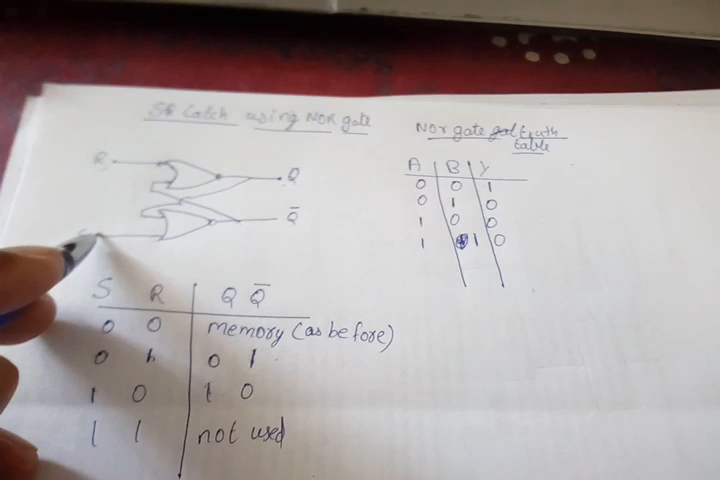 SR Latch using NOR gate
NOr gate truth
table
A B Y
0 0 1
0 1 0
1 0 0
1 1 0
R Q
Q̅
S R Q Q̅
0 0 memory (as before)
0 1 0 1
1 0 1 0
1 1 not used